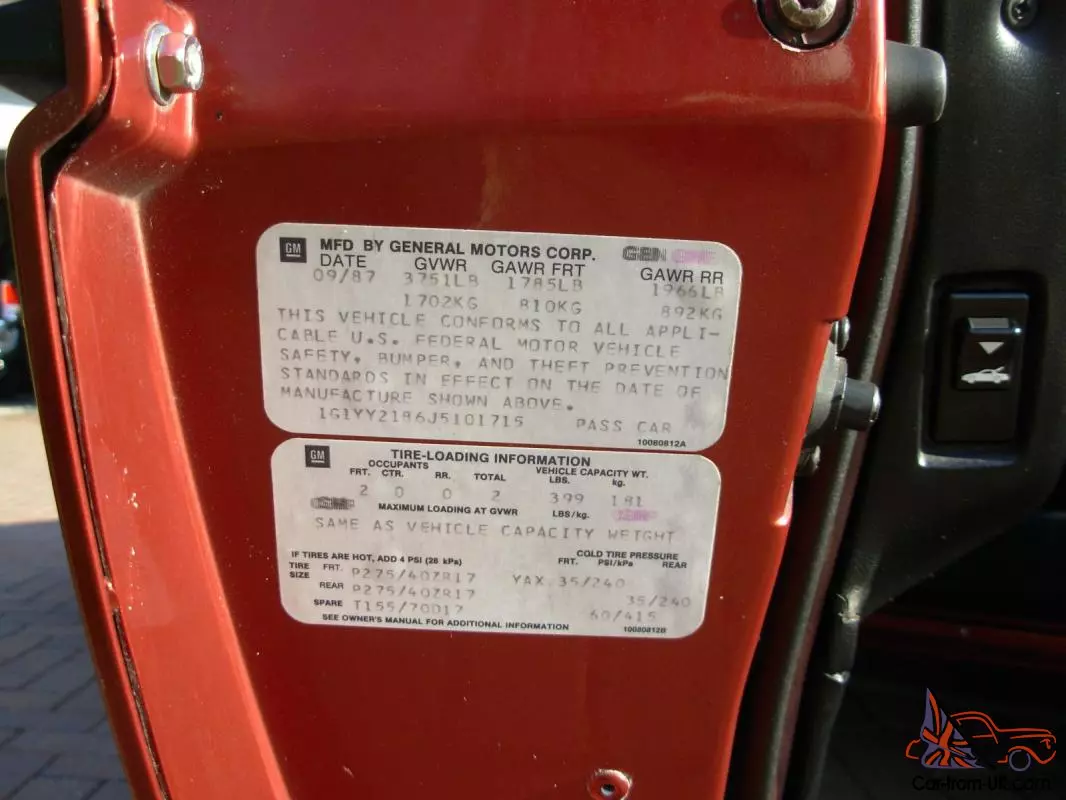 GM MFD BY GENERAL MOTORS CORP. GEN
DATE GVWR GAWR FRT GAWR RR
09/87 3751LB 1785LB 1966LB
1702KG 810KG 892KG
THIS VEHICLE CONFORMS TO ALL APPLI-
CABLE U.S. FEDERAL MOTOR VEHICLE
SAFETY, BUMPER, AND THEFT PREVENTION
STANDARDS IN EFFECT ON THE DATE OF
MANUFACTURE SHOWN ABOVE.
1G1YY2186J5101715 PASS CAR
10080812A
GM TIRE-LOADING INFORMATION
OCCUPANTS VEHICLE CAPACITY WT.
FRT. CTR. RR. TOTAL LBS. kg.
2 0 0 2 399 181
MAXIMUM LOADING AT GVWR LBS/kg.
SAME AS VEHICLE CAPACITY WEIGHT
IF TIRES ARE HOT, ADD 4 PSI (28 kPa) COLD TIRE PRESSURE
FRT. PSI/kPa REAR
TIRE SIZE FRT. P275/40ZR17 YAX 35/240
REAR P275/40ZR17 35/240
SPARE T155/70D17 60/415
SEE OWNER'S MANUAL FOR ADDITIONAL INFORMATION 10080812B
Car-from-UK.com